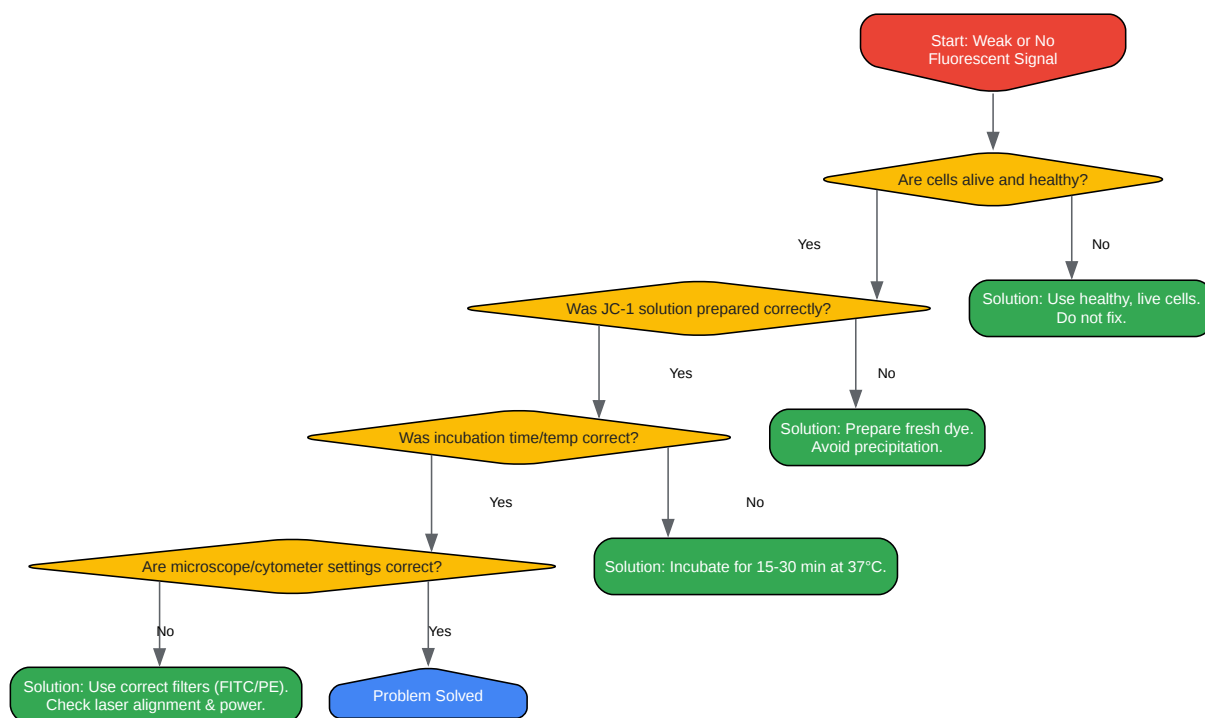 Start: Weak or No
Fluorescent Signal
Are cells alive and healthy?
Yes
No
Solution: Use healthy, live cells.
Do not fix.
Was JC-1 solution prepared correctly?
Yes
No
Solution: Prepare fresh dye.
Avoid precipitation.
Was incubation time/temp correct?
Yes
No
Solution: Incubate for 15-30 min at 37°C.
Are microscope/cytometer settings correct?
No
Yes
Solution: Use correct filters (FITC/PE).
Check laser alignment & power.
Problem Solved